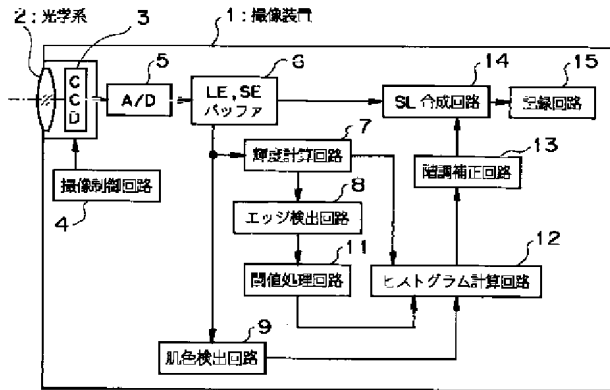 1:撮像装置
2:光学系
3
CCD
5
A/D
6
LE,SE
バッファ
14
SL 合成回路
15
記録回路
撮像制御回路
4
7
輝度計算回路
8
エッジ検出回路
11
閾値処理回路
9
肌色検出回路
13
階調補正回路
12
ヒストグラム計算回路